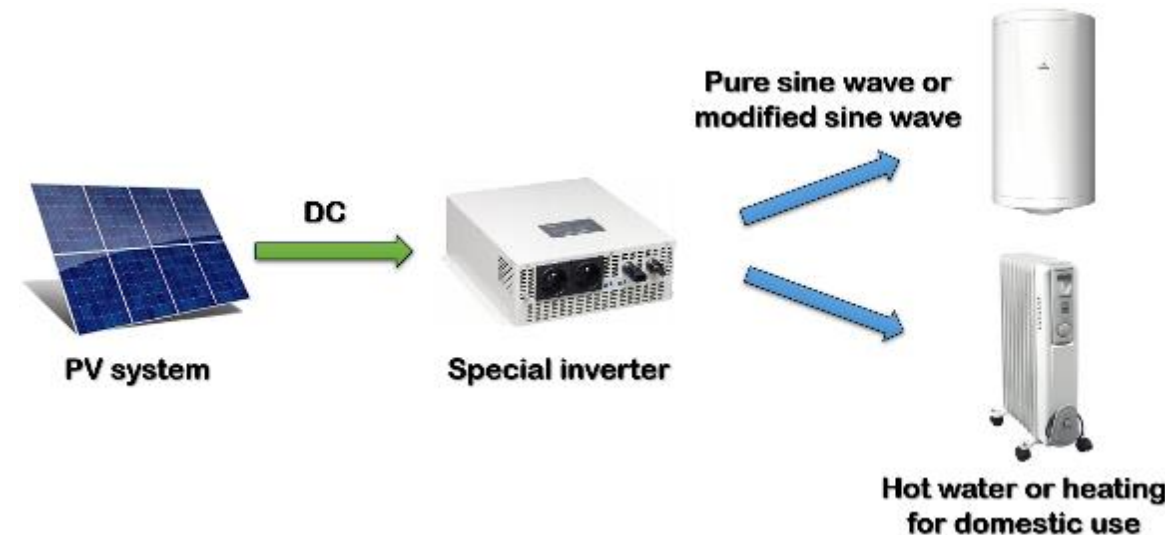 Pure sine wave or
modified sine wave
DC
PV system
Special inverter
Hot water or heating
for domestic use